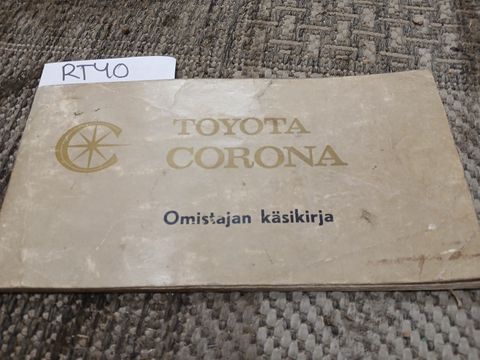 RT40
TOYOTA
CORONA
Omistajan käsikirja